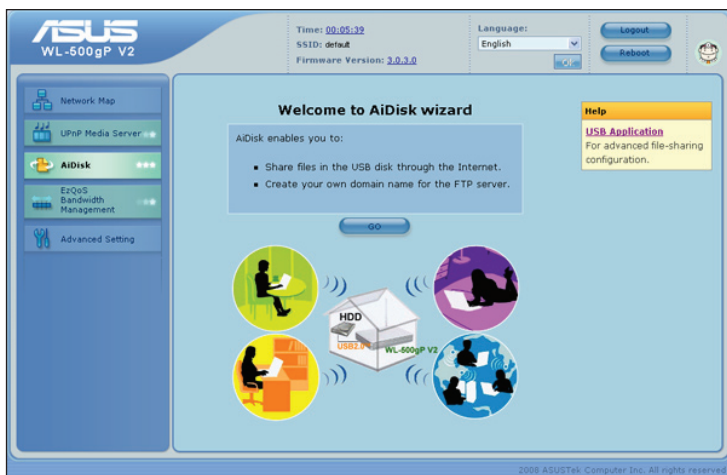 ASUS
WL-500gP V2
Time: 00:05:39
SSID: default
Firmware Version: 3.0.3.0
Language:
English
Logout
Reboot
Network Map
UPnP Media Server
AiDisk
EzQoS
Bandwidth
Management
Advanced Setting
Welcome to AiDisk wizard
AiDisk enables you to:
Share files in the USB disk through the Internet.
Create your own domain name for the FTP server.
GO
Help
USB Application
For advanced file-sharing
configuration.
HDD
USB2.0
WL-500gP V2
2008 ASUSTek Computer Inc. All rights reserved